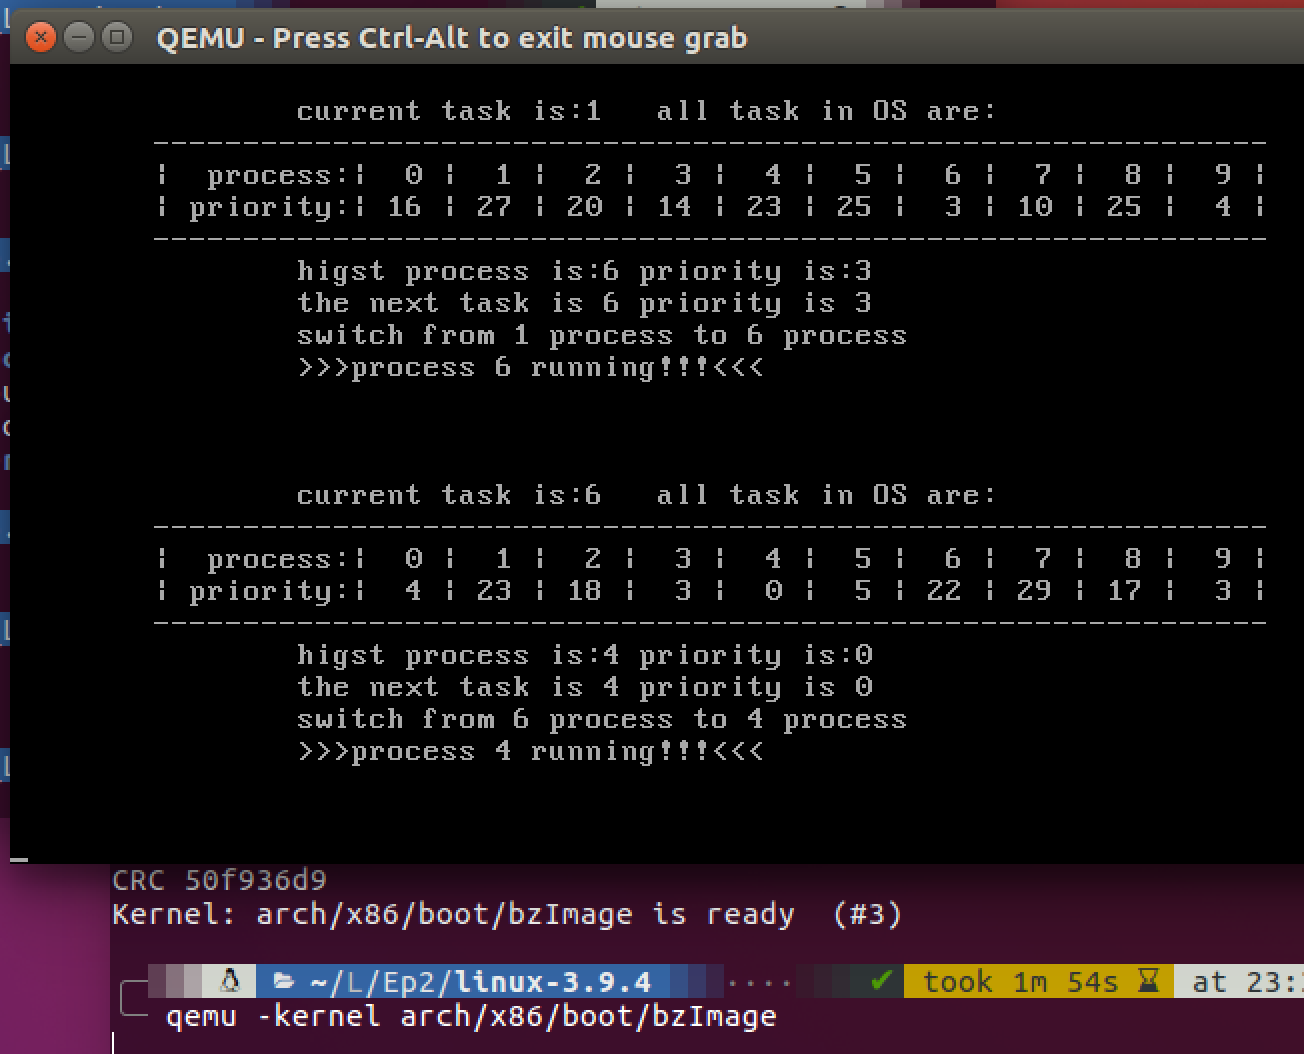 QEMU - Press Ctrl-Alt to exit mouse grab
current task is:1   all task in OS are:
--------------------------------------------------------------
¦  process:¦  0 ¦  1 ¦  2 ¦  3 ¦  4 ¦  5 ¦  6 ¦  7 ¦  8 ¦  9 ¦
¦ priority:¦ 16 ¦ 27 ¦ 20 ¦ 14 ¦ 23 ¦ 25 ¦  3 ¦ 10 ¦ 25 ¦  4 ¦
--------------------------------------------------------------
higst process is:6 priority is:3
the next task is 6 priority is 3
switch from 1 process to 6 process
>>>process 6 running!!!<<<
current task is:6   all task in OS are:
--------------------------------------------------------------
¦  process:¦  0 ¦  1 ¦  2 ¦  3 ¦  4 ¦  5 ¦  6 ¦  7 ¦  8 ¦  9 ¦
¦ priority:¦  4 ¦ 23 ¦ 18 ¦  3 ¦  0 ¦  5 ¦ 22 ¦ 29 ¦ 17 ¦  3 ¦
--------------------------------------------------------------
higst process is:4 priority is:0
the next task is 4 priority is 0
switch from 6 process to 4 process
>>>process 4 running!!!<<<
CRC 50f936d9
Kernel: arch/x86/boot/bzImage is ready  (#3)
~/L/Ep2/linux-3.9.4 ···· ✔ took 1m 54s at 23:
qemu -kernel arch/x86/boot/bzImage